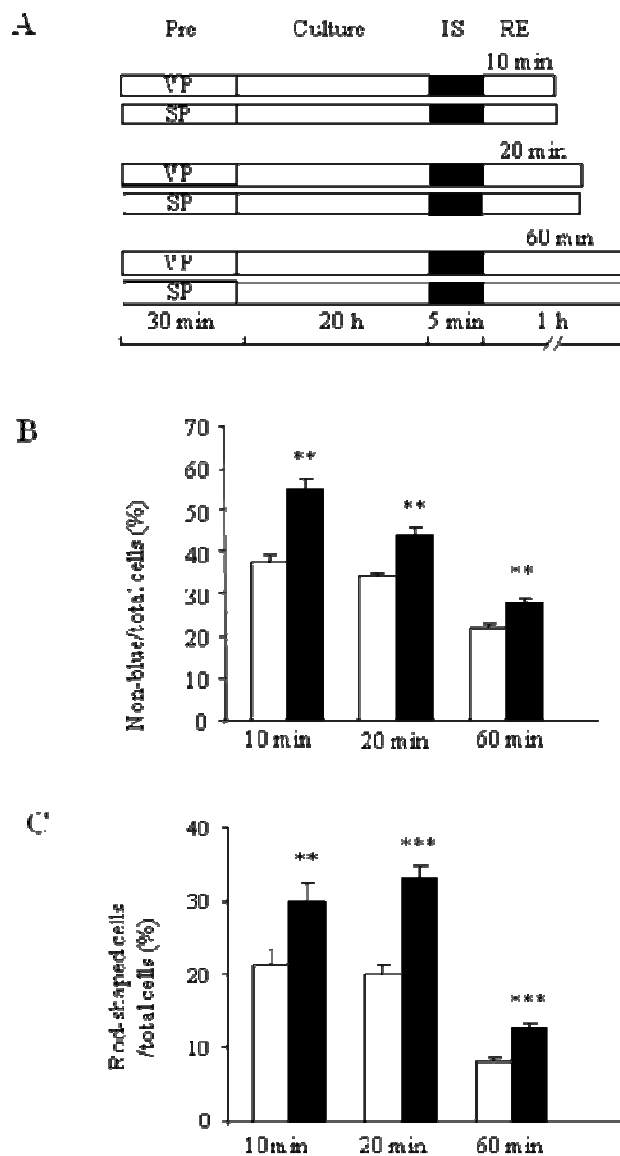 A
Pre Culture IS RE
10 min
VP
SP
20 min
VP
SP
60 min
VP
SP
30 min 20 h 5 min 1 h
B
Non-blue/total cells (%)
70
60
50
40
30
20
10
0
** ** **
10 min 20 min 60 min
C
Rod-shaped cells
/total cells (%)
40
30
20
10
0
** *** ***
10min 20 min 60 min